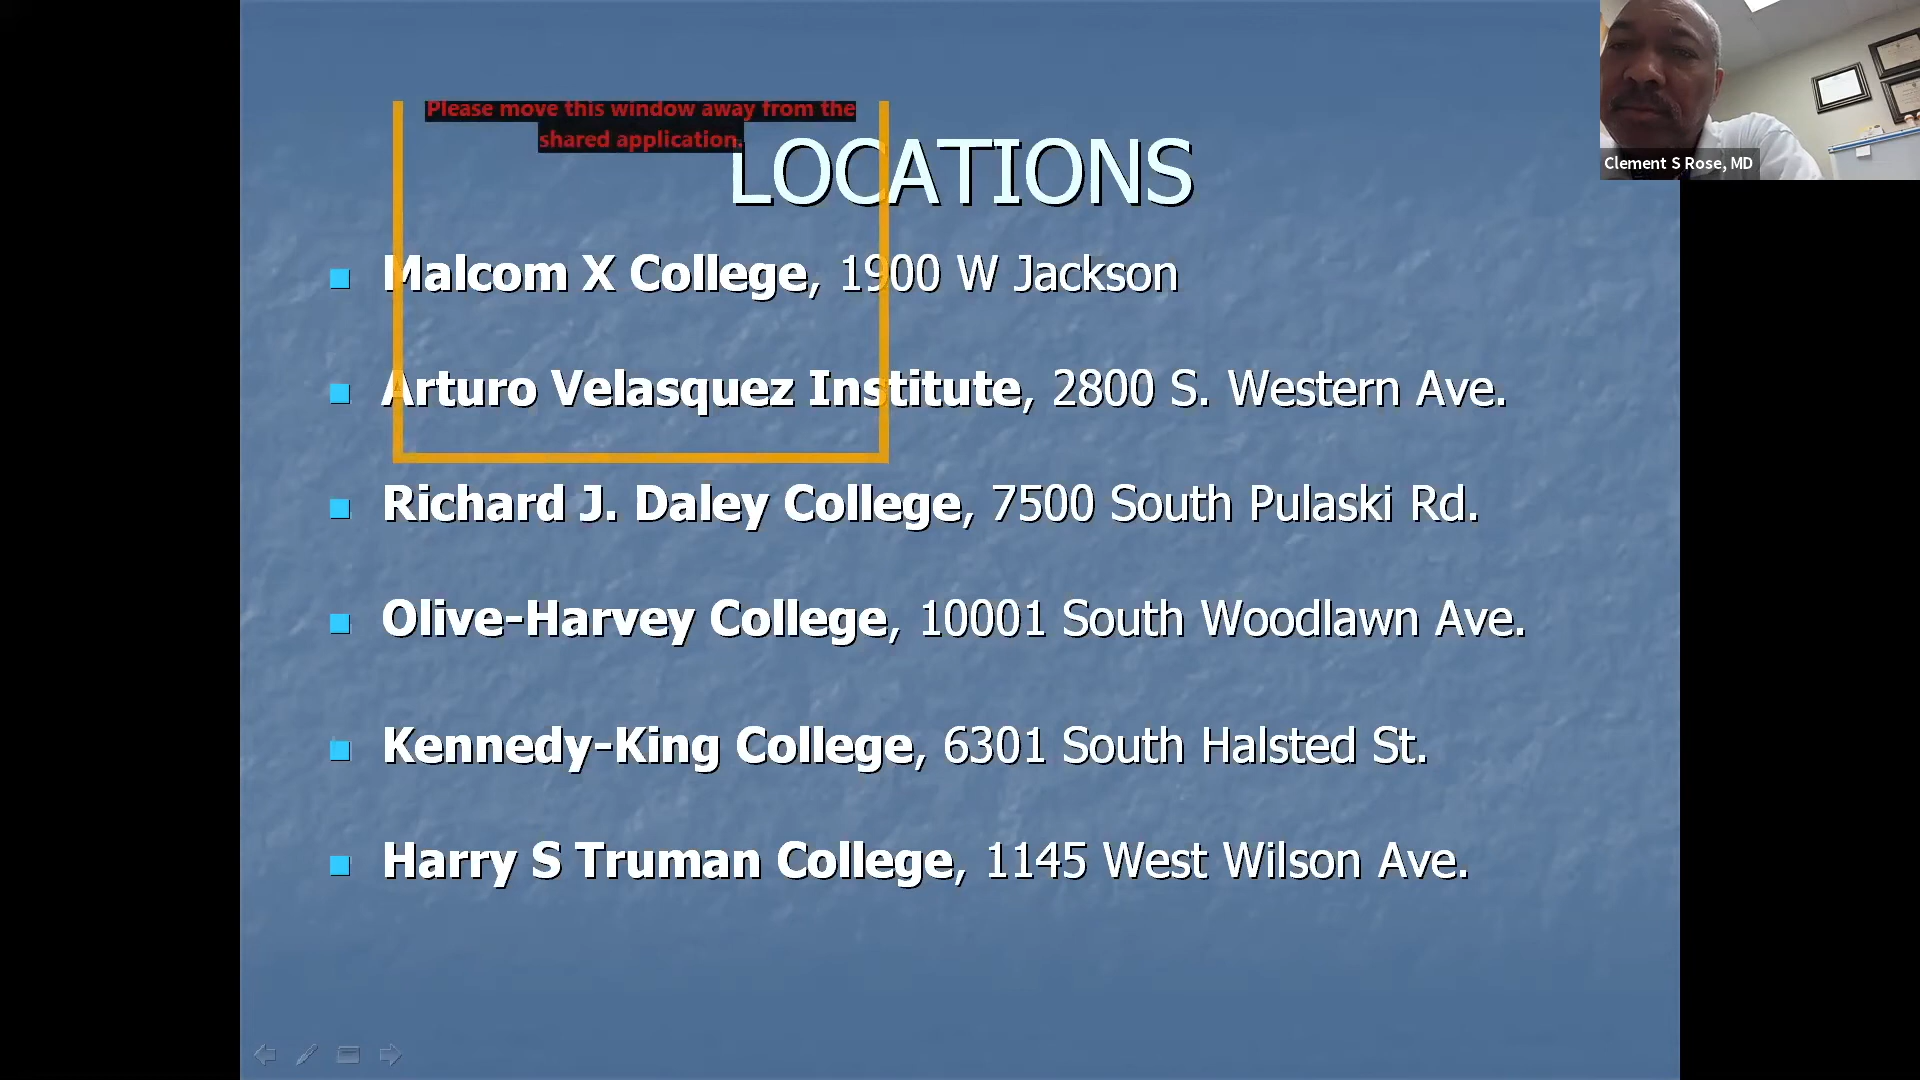 Please move this window away from the
shared application.
LOCATIONS
Malcom X College, 1900 W Jackson
Arturo Velasquez Institute, 2800 S. Western Ave.
Richard J. Daley College, 7500 South Pulaski Rd.
Olive-Harvey College, 10001 South Woodlawn Ave.
Kennedy-King College, 6301 South Halsted St.
Harry S Truman College, 1145 West Wilson Ave.
Clement S Rose, MD